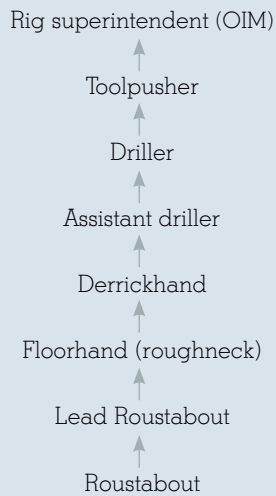 Rig superintendent (OIM)
Toolpusher
Driller
Assistant driller
Derrickhand
Floorhand (roughneck)
Lead Roustabout
Roustabout